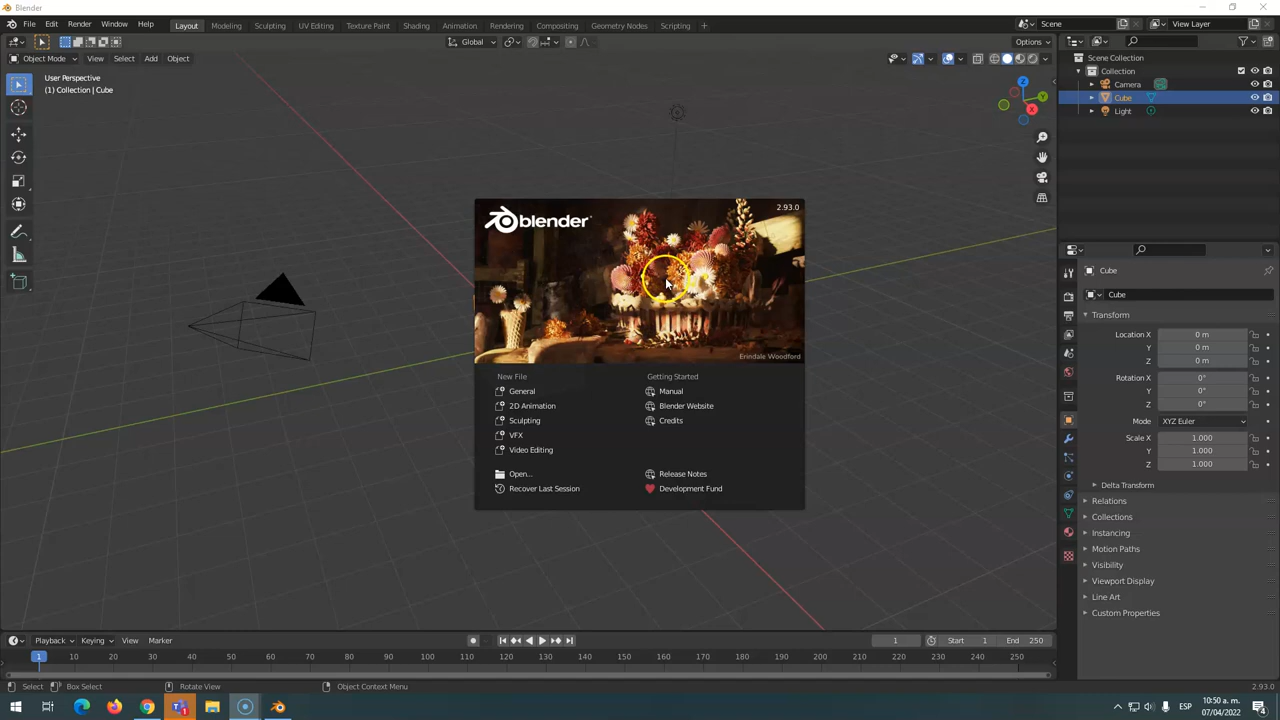 Blender
File Edit Render Window Help Layout Modeling Sculpting UV Editing Texture Paint Shading Animation Rendering Compositing Geometry Nodes Scripting + Scene View Layer
Global Options
Object Mode View Select Add Object
User Perspective
(1) Collection | Cube
Scene Collection
Collection
Camera
Cube
Light
Z
Y
X
blender
2.93.0
Erindale Woodford
New File
General
2D Animation
Sculpting
VFX
Video Editing
Open...
Recover Last Session
Getting Started
Manual
Blender Website
Credits
Release Notes
Development Fund
Cube
Cube
Transform
Location X 0 m
Y 0 m
Z 0 m
Rotation X 0°
Y 0°
Z 0°
Mode XYZ Euler
Scale X 1.000
Y 1.000
Z 1.000
Delta Transform
Relations
Collections
Instancing
Motion Paths
Visibility
Viewport Display
Line Art
Custom Properties
Playback Keying View Marker 1 Start 1 End 250
1 10 20 30 40 50 60 70 80 90 100 110 120 130 140 150 160 170 180 190 200 210 220 230 240 250
Select Box Select Rotate View Object Context Menu 2.93.0
ESP
10:50 a. m.
07/04/2022
4